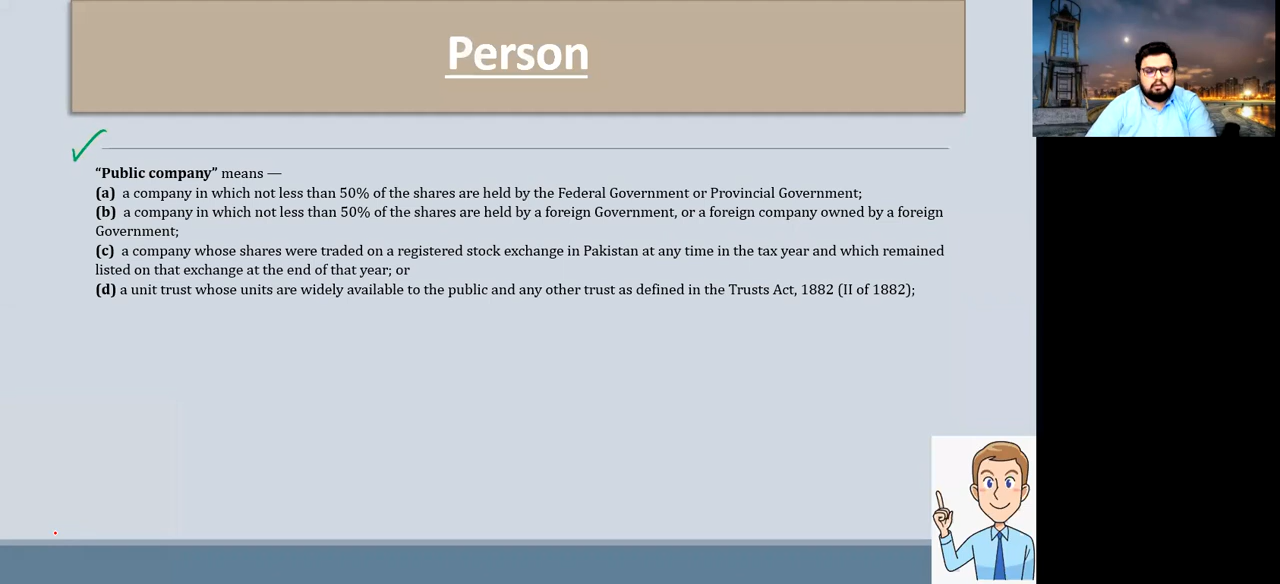 Person
“Public company” means —
(a) a company in which not less than 50% of the shares are held by the Federal Government or Provincial Government;
(b) a company in which not less than 50% of the shares are held by a foreign Government, or a foreign company owned by a foreign
Government;
(c) a company whose shares were traded on a registered stock exchange in Pakistan at any time in the tax year and which remained
listed on that exchange at the end of that year; or
(d) a unit trust whose units are widely available to the public and any other trust as defined in the Trusts Act, 1882 (II of 1882);